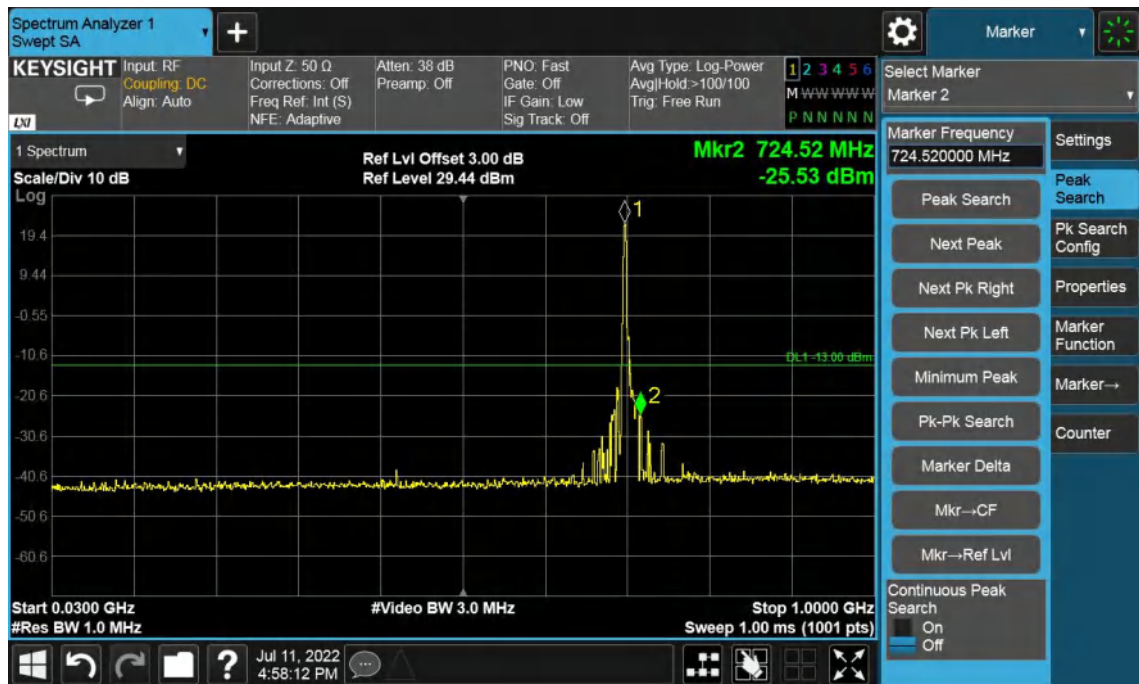 Spectrum Analyzer 1
Swept SA
+
Marker
KEYSIGHT
LXI
Input: RF
Coupling: DC
Align: Auto
Input Z: 50 Ω
Corrections: Off
Freq Ref: Int (S)
NFE: Adaptive
Atten: 38 dB
Preamp: Off
PNO: Fast
Gate: Off
IF Gain: Low
Sig Track: Off
Avg Type: Log-Power
Avg|Hold:>100/100
Trig: Free Run
1 2 3 4 5 6
M W W W W W
P N N N N N
Select Marker
Marker 2
1 Spectrum
Scale/Div 10 dB
Log
Ref Lvl Offset 3.00 dB
Ref Level 29.44 dBm
Mkr2 724.52 MHz
-25.53 dBm
1
19.4
9.44
-0.55
-10.6
DL1 -13.00 dBm
-20.6
2
-30.6
-40.6
-50.6
-60.6
Start 0.0300 GHz
#Res BW 1.0 MHz
#Video BW 3.0 MHz
Stop 1.0000 GHz
Sweep 1.00 ms (1001 pts)
Marker Frequency
724.520000 MHz
Peak Search
Next Peak
Next Pk Right
Next Pk Left
Minimum Peak
Pk-Pk Search
Marker Delta
Mkr→CF
Mkr→Ref Lvl
Continuous Peak
Search
On
Off
Settings
Peak
Search
Pk Search
Config
Properties
Marker
Function
Marker→
Counter
?
Jul 11, 2022
4:58:12 PM